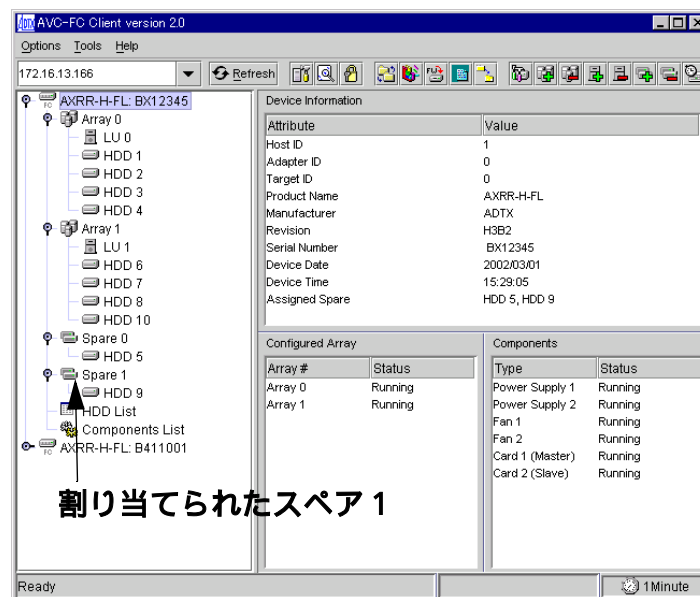 ADTX AVC-FC Client version 2.0
Options Tools Help
172.16.13.166 Refresh
AXRR-H-FL: BX12345
Array 0
LU 0
HDD 1
HDD 2
HDD 3
HDD 4
Array 1
LU 1
HDD 6
HDD 7
HDD 8
HDD 10
Spare 0
HDD 5
Spare 1
HDD 9
HDD List
Components List
FC AXRR-H-FL: B411001
割り当てられたスペア 1
Device Information
Attribute Value
Host ID 1
Adapter ID 0
Target ID 0
Product Name AXRR-H-FL
Manufacturer ADTX
Revision H3B2
Serial Number BX12345
Device Date 2002/03/01
Device Time 15:29:05
Assigned Spare HDD 5, HDD 9
Configured Array
Array # Status
Array 0 Running
Array 1 Running
Components
Type Status
Power Supply 1 Running
Power Supply 2 Running
Fan 1 Running
Fan 2 Running
Card 1 (Master) Running
Card 2 (Slave) Running
Ready 1 Minute